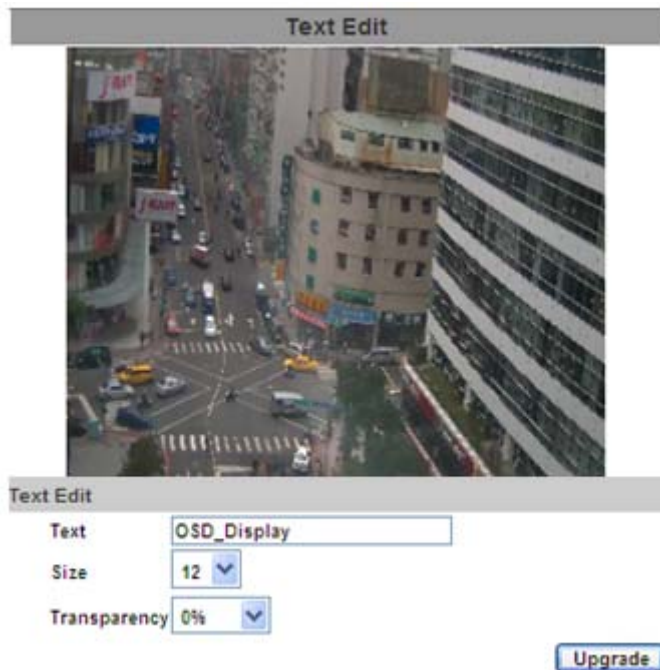 Text Edit
Text Edit
Text OSD_Display
Size 12
Transparency 0%
Upgrade